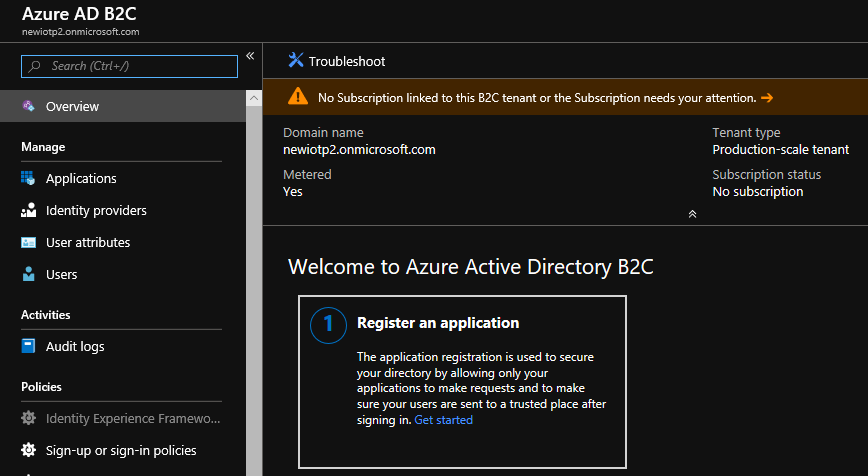 Azure AD B2C
newiotp2.onmicrosoft.com
Search (Ctrl+/)
Overview
Manage
Applications
Identity providers
User attributes
Users
Activities
Audit logs
Policies
Identity Experience Framewo...
Sign-up or sign-in policies
Troubleshoot
No Subscription linked to this B2C tenant or the Subscription needs your attention.
Domain name
newiotp2.onmicrosoft.com
Metered
Yes
Tenant type
Production-scale tenant
Subscription status
No subscription
Welcome to Azure Active Directory B2C
1
Register an application
The application registration is used to secure
your directory by allowing only your
applications to make requests and to make
sure your users are sent to a trusted place after
signing in. Get started